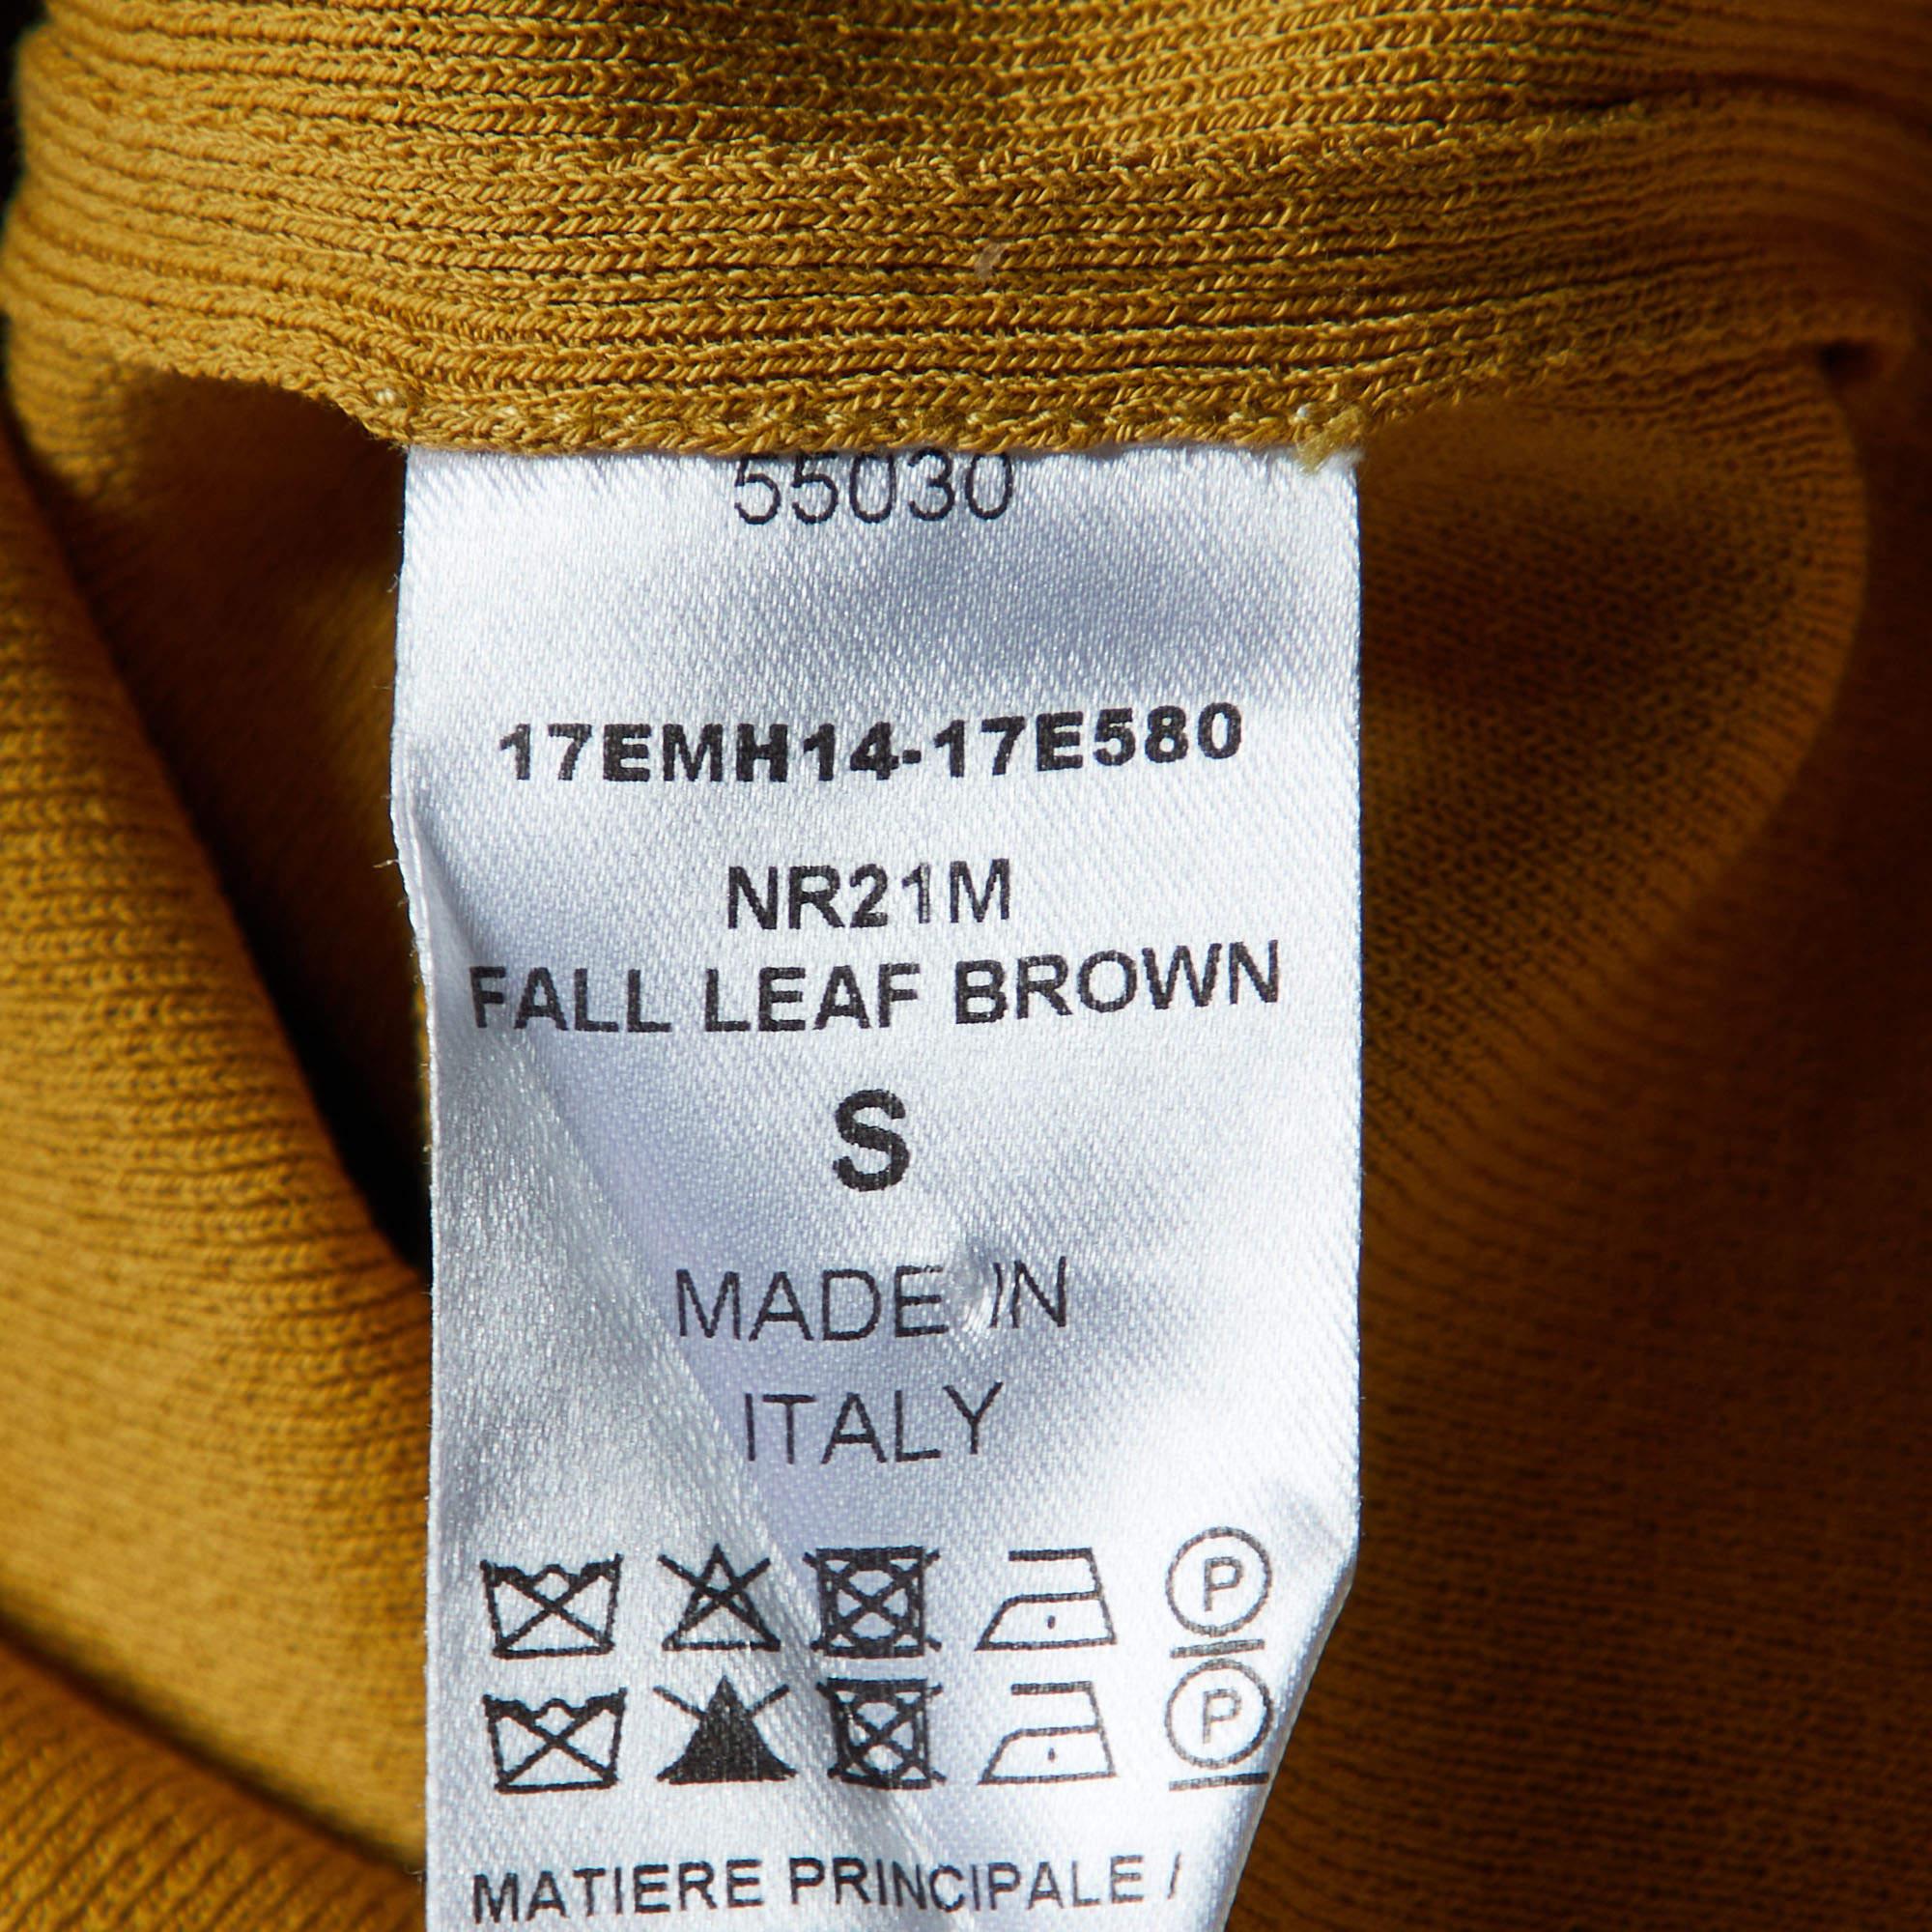 55030
17EMH14-17E580
NR21M
FALL LEAF BROWN
S
MADE IN
ITALY
P
P
MATIERE PRINCIPALE /